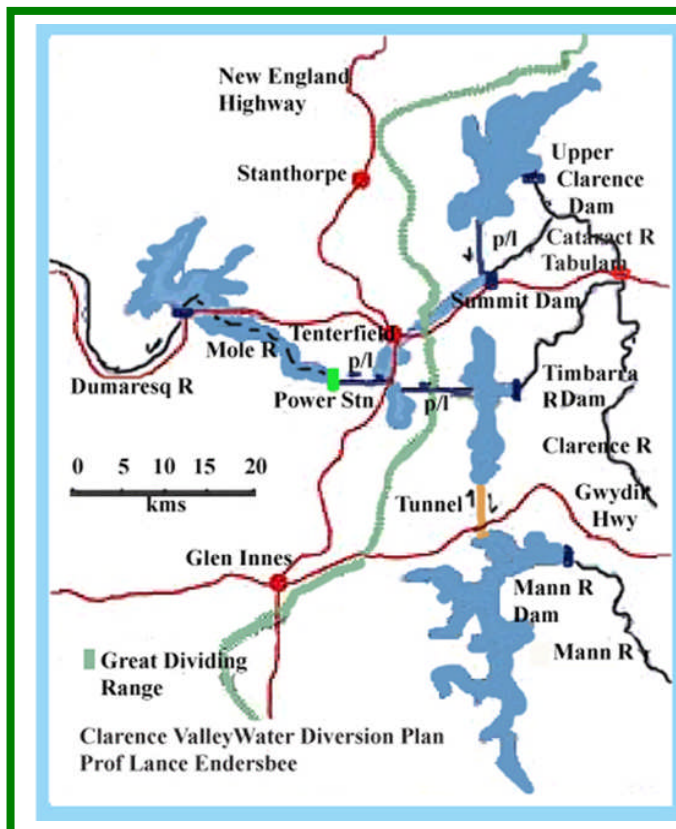 New England
Highway
Stanthorpe
Upper
Clarence
Dam
p/l
Cataract R
Tabulam
Summit Dam
Tenterfield
Mole R
p/l
Dumaresq R
Power Stn
p/l
Timbarra
RDam
Clarence R
0 5 10 15 20
kms
Tunnel
Gwydir
Hwy
Glen Innes
Mann R
Dam
Mann R
Great Dividing
Range
Clarence ValleyWater Diversion Plan
Prof Lance Endersbee